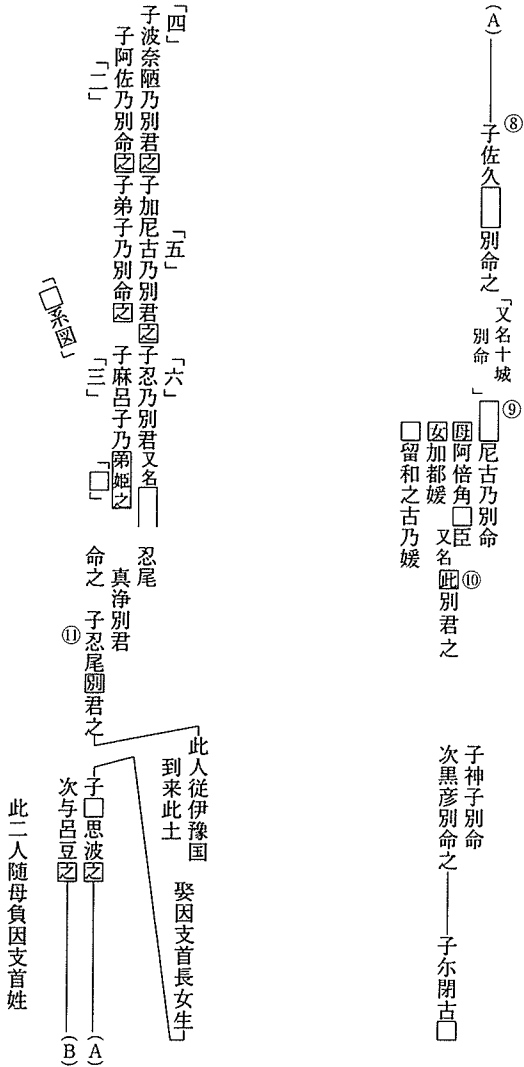 (A)――子佐久□別命之
⑧
「又名十城
別命」
⑨
□尼古乃別命
母阿倍角□臣
女加都媛
□留和之古乃媛
又名此別君之
⑩
子神子別命
次黒彦別命之――子尓閉古□
「四」
子波奈陋乃別君之子加尼古乃別君之子忍乃別君又名□
「五」
「六」
子阿佐乃別命之子弟子乃別命之子麻呂子乃弟姫之
「二」
「三」
「□」
「□系図」
忍尾
真浄別君
命之 子忍尾別君之
⑪
此人従伊豫国
到来此土
娶因支首長女生
子□思波之――(A)
次与呂豆之――(B)
此二人随母負因支首姓